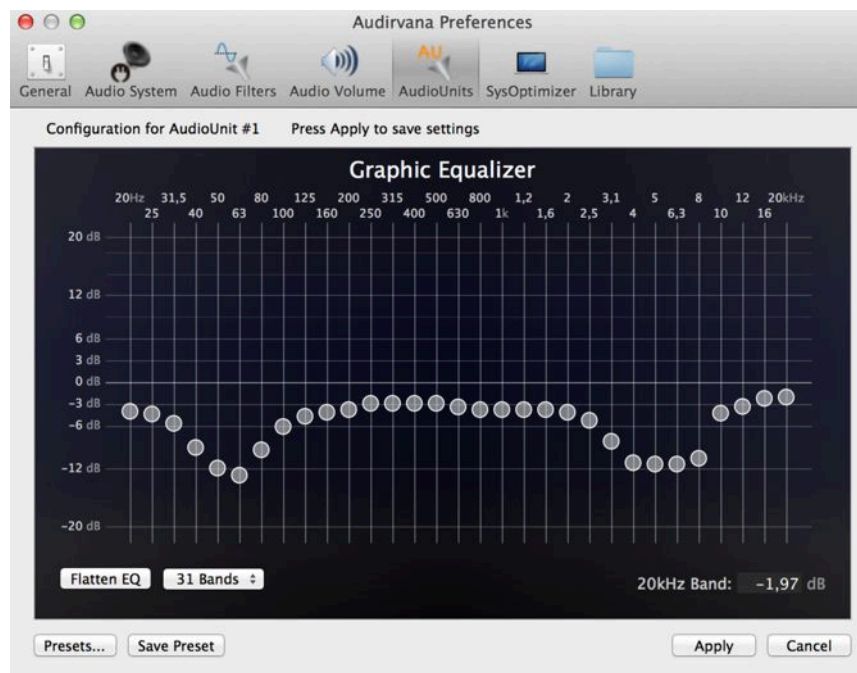 Audirvana Preferences
General Audio System Audio Filters Audio Volume AudioUnits SysOptimizer Library
AU
Configuration for AudioUnit #1 Press Apply to save settings
Graphic Equalizer
20Hz 31,5 50 80 125 200 315 500 800 1,2 2 3,1 5 8 12 20kHz
25 40 63 100 160 250 400 630 1k 1,6 2,5 4 6,3 10 16
20 dB
12 dB
6 dB
3 dB
0 dB
-3 dB
-6 dB
-12 dB
-20 dB
Flatten EQ 31 Bands 20kHz Band: -1,97 dB
Presets... Save Preset Apply Cancel